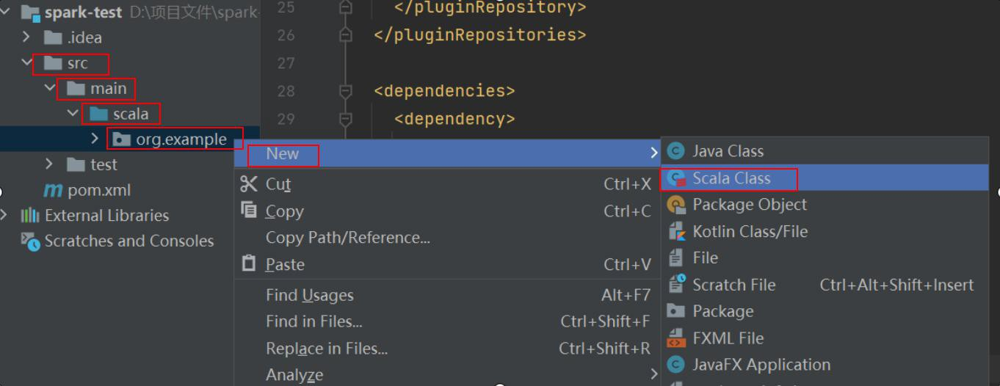 spark-test D:\项目文件\spark-
.idea
src
main
scala
org.example
test
pom.xml
External Libraries
Scratches and Consoles
25 </pluginRepository>
26 </pluginRepositories>
27
28 <dependencies>
29 <dependency>
New
Cut Ctrl+X
Copy Ctrl+C
Copy Path/Reference...
Paste Ctrl+V
Find Usages Alt+F7
Find in Files... Ctrl+Shift+F
Replace in Files... Ctrl+Shift+R
Analyze
Java Class
Scala Class
Package Object
Kotlin Class/File
File
Scratch File Ctrl+Alt+Shift+Insert
Package
FXML File
JavaFX Application